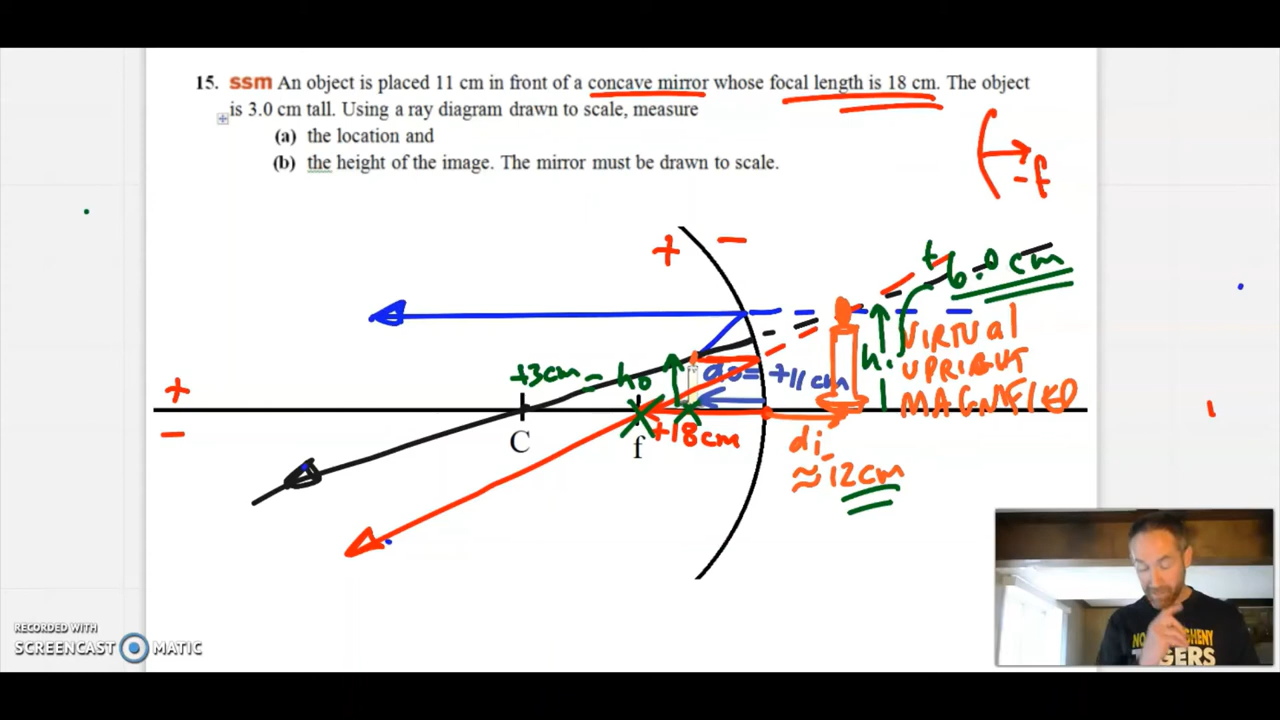 15. ssm An object is placed 11 cm in front of a concave mirror whose focal length is 18 cm. The object
is 3.0 cm tall. Using a ray diagram drawn to scale, measure
(a) the location and
(b) the height of the image. The mirror must be drawn to scale.
-f
+ -
+6.0 cm
VIRTUAL
UPRIGHT
MAGNIFIED
hi
+3cm = ho
do = +11 cm
+
-
C
f
+18cm
di
≈ -12cm
RECORDED WITH
SCREENCAST MATIC